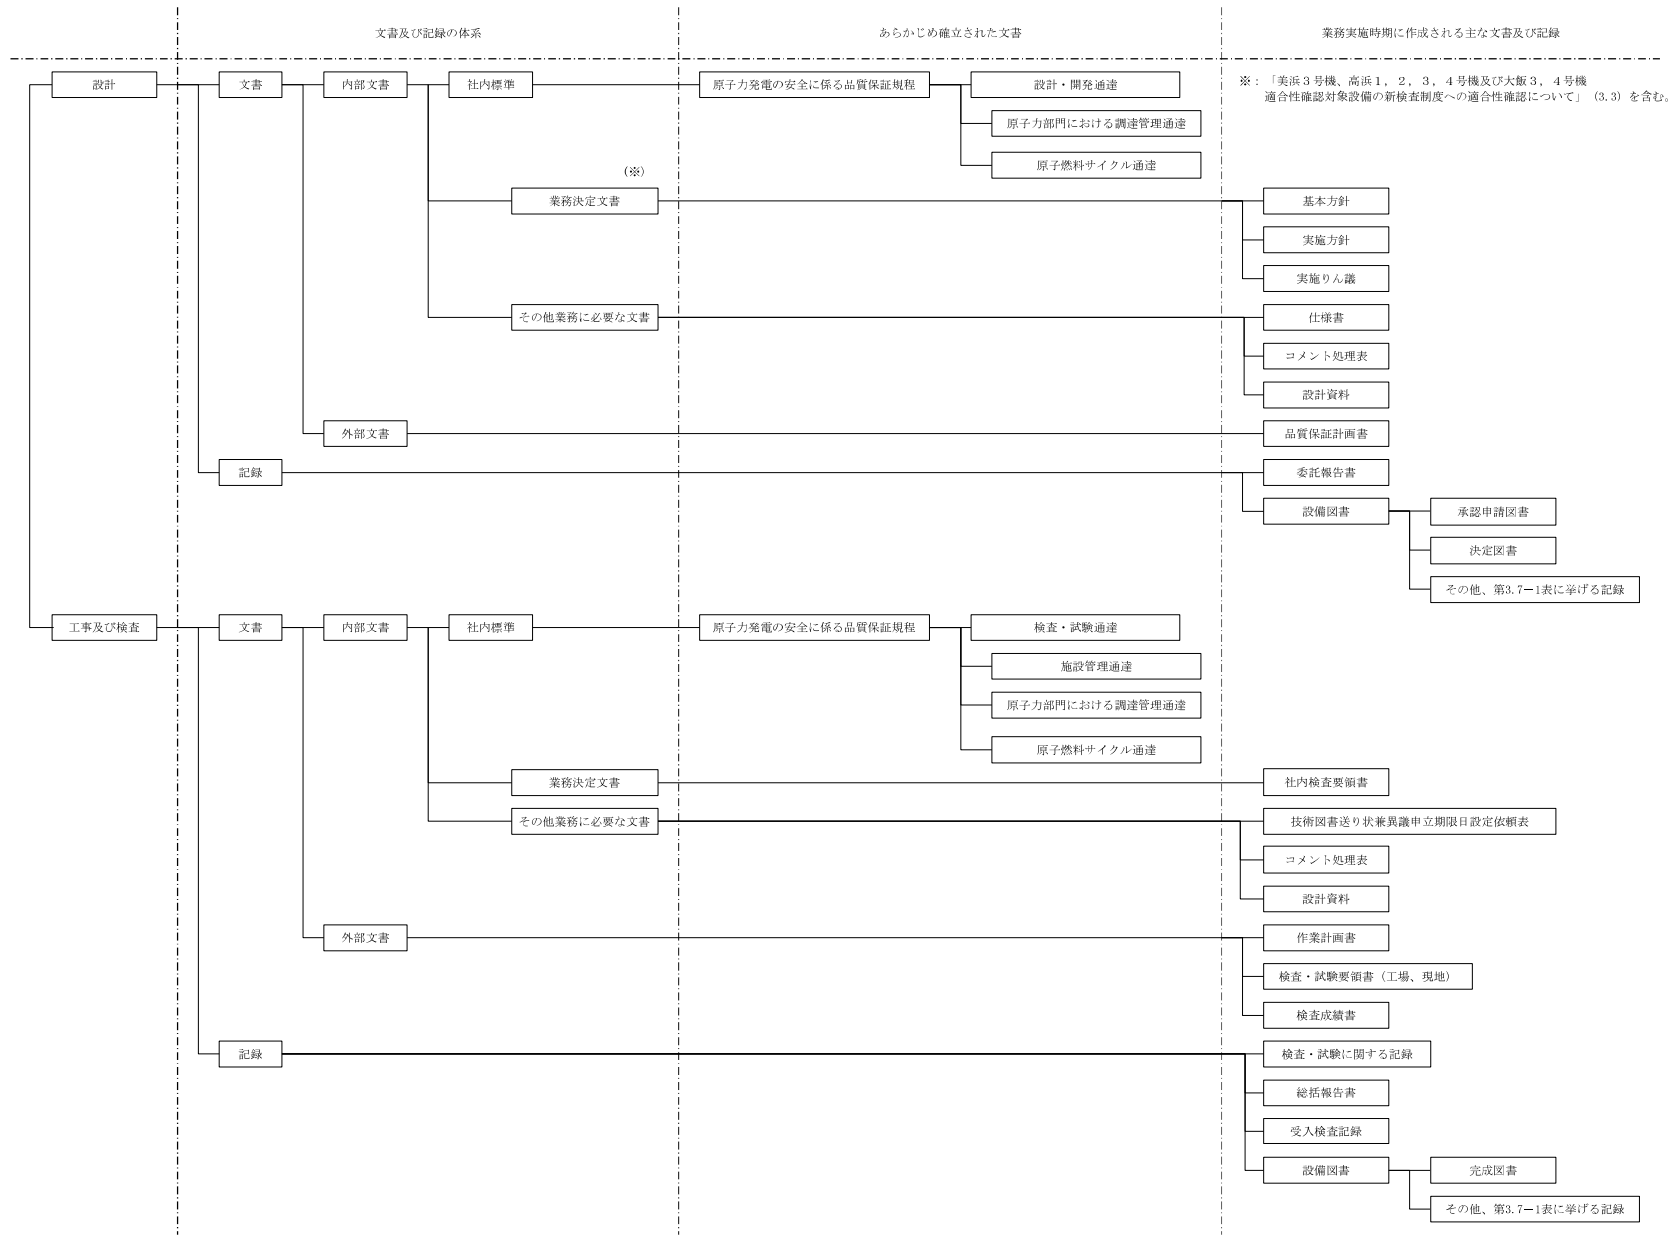 文書及び記録の体系
あらかじめ確立された文書
業務実施時期に作成される主な文書及び記録
設計
文書
内部文書
社内標準
原子力発電の安全に係る品質保証規程
設計・開発通達
※：「美浜３号機、高浜１，２，３，４号機及び大飯３，４号機
適合性確認対象設備の新検査制度への適合性確認について」（3.3）を含む。
原子力部門における調達管理通達
原子燃料サイクル通達
（※）
業務決定文書
基本方針
実施方針
実施りん議
その他業務に必要な文書
仕様書
コメント処理表
設計資料
外部文書
品質保証計画書
記録
委託報告書
設備図書
承認申請図書
決定図書
その他、第3.7－1表に挙げる記録
工事及び検査
文書
内部文書
社内標準
原子力発電の安全に係る品質保証規程
検査・試験通達
施設管理通達
原子力部門における調達管理通達
原子燃料サイクル通達
業務決定文書
社内検査要領書
その他業務に必要な文書
技術図書送り状兼異議申立期限日設定依頼表
コメント処理表
設計資料
外部文書
作業計画書
検査・試験要領書（工場、現地）
検査成績書
記録
検査・試験に関する記録
総括報告書
受入検査記録
設備図書
完成図書
その他、第3.7－1表に挙げる記録